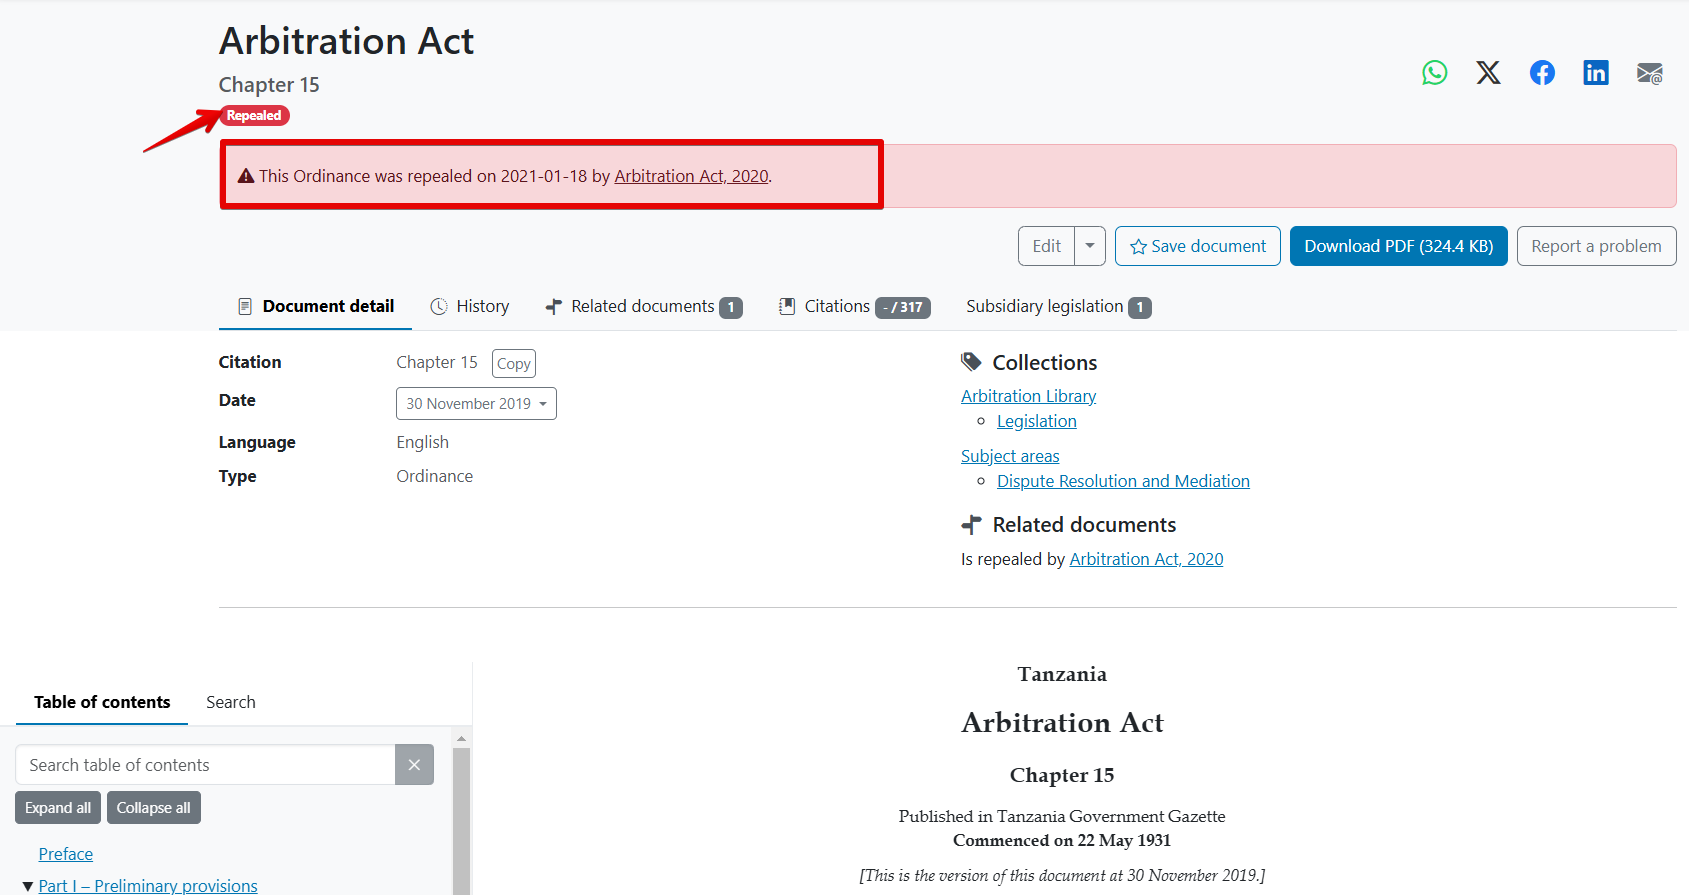 Arbitration Act
Chapter 15
Repealed
This Ordinance was repealed on 2021-01-18 by Arbitration Act, 2020.
Edit
Save document
Download PDF (324.4 KB)
Report a problem
Document detail
History
Related documents 1
Citations - / 317
Subsidiary legislation 1
Citation Chapter 15 Copy
Date 30 November 2019
Language English
Type Ordinance
Collections
Arbitration Library
Legislation
Subject areas
Dispute Resolution and Mediation
Related documents
Is repealed by Arbitration Act, 2020
Table of contents
Search
Search table of contents
Expand all
Collapse all
Preface
Part I – Preliminary provisions
Tanzania
Arbitration Act
Chapter 15
Published in Tanzania Government Gazette
Commenced on 22 May 1931
[This is the version of this document at 30 November 2019.]